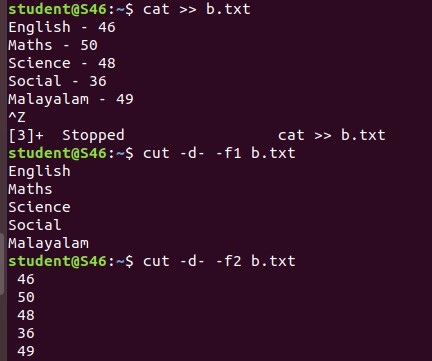 student@S46:~$ cat >> b.txt
English - 46
Maths - 50
Science - 48
Social - 36
Malayalam - 49
^Z
[3]+  Stopped                 cat >> b.txt
student@S46:~$ cut -d- -f1 b.txt
English
Maths
Science
Social
Malayalam
student@S46:~$ cut -d- -f2 b.txt
 46
 50
 48
 36
 49